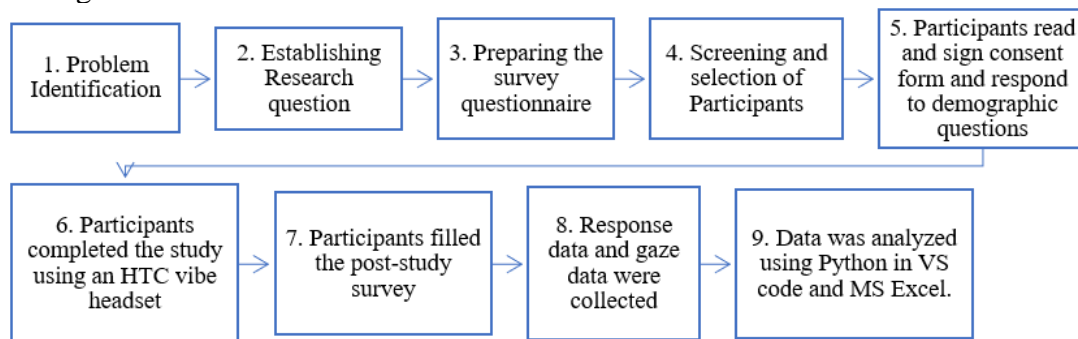 1. Problem
Identification
2. Establishing
Research
question
3. Preparing the
survey
questionnaire
4. Screening and
selection of
Participants
5. Participants read
and sign consent
form and respond
to demographic
questions
6. Participants
completed the study
using an HTC vibe
headset
7. Participants filled
the post-study
survey
8. Response
data and gaze
data were
collected
9. Data was analyzed
using Python in VS
code and MS Excel.